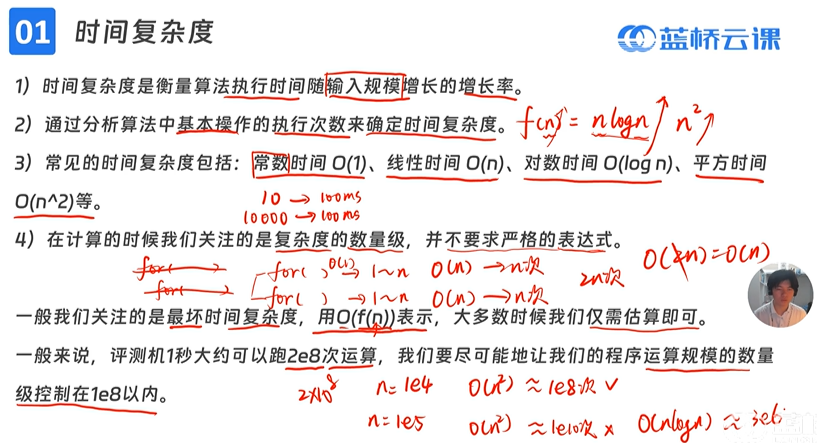 01 时间复杂度
蓝桥云课
1）时间复杂度是衡量算法执行时间随输入规模增长的增长率。
2）通过分析算法中基本操作的执行次数来确定时间复杂度。
f(n) = nlogn n²
3）常见的时间复杂度包括：常数时间 O(1)、线性时间 O(n)、对数时间 O(log n)、平方时间
O(n^2)等。
10 → 100ms
10000 → 100ms
4）在计算的时候我们关注的是复杂度的数量级，并不要求严格的表达式。
for( ) for( ) O(1) → 1~n O(n) → n次 2n次 O(2n)=O(n)
for( ) for( ) → 1~n O(n) → n次
一般我们关注的是最坏时间复杂度，用O(f(n))表示，大多数时候我们仅需估算即可。
一般来说，评测机1秒大约可以跑2e8次运算，我们要尽可能地让我们的程序运算规模的数量
级控制在1e8以内。
2×10⁸ n=1e4 O(n²) ≈ 1e8次 ✓
n=1e5 O(n²) ≈ 1e10次 × O(nlogn) ≈ 3e6